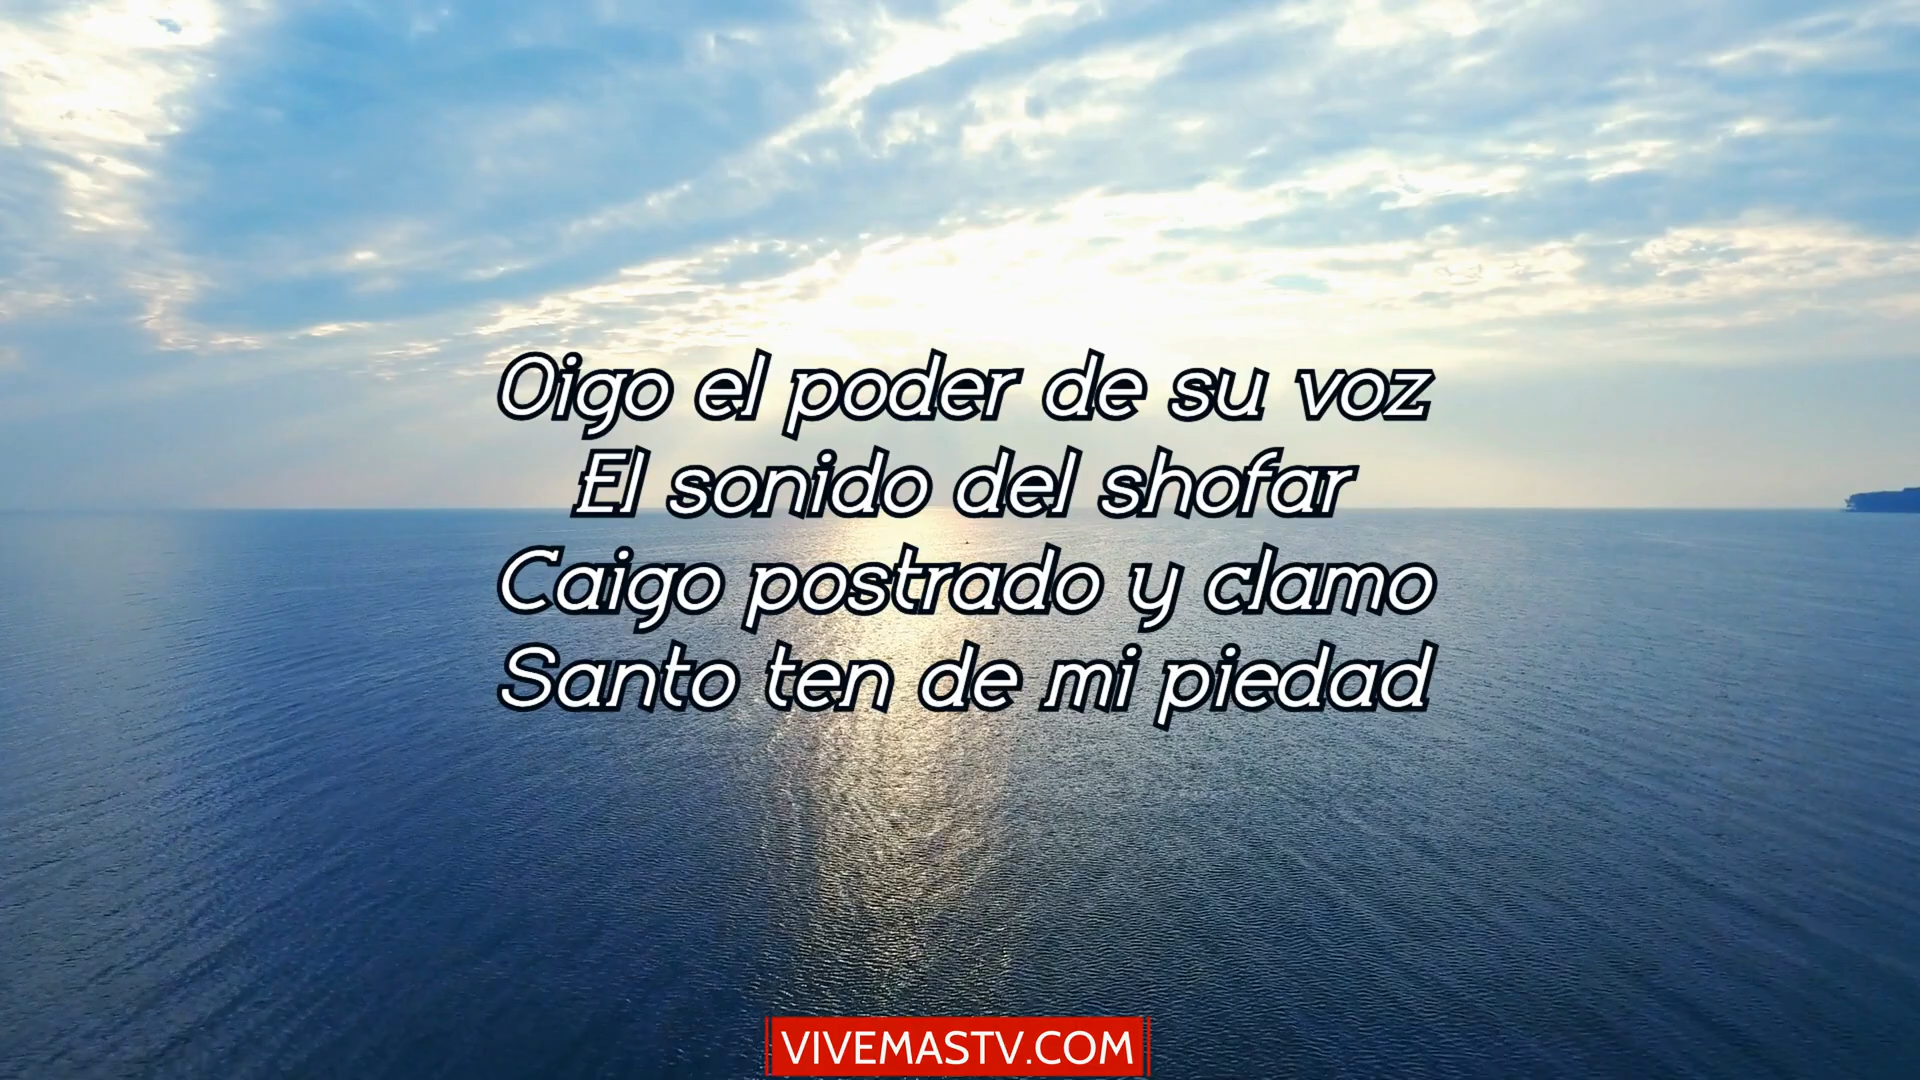 Oigo el poder de su voz
El sonido del shofar
Caigo postrado y clamo
Santo ten de mi piedad
VIVEMASTV.COM